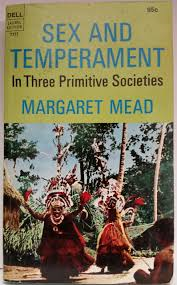 DELL
95c
SEX AND
TEMPERAMENT
In Three Primitive Societies
MARGARET MEAD